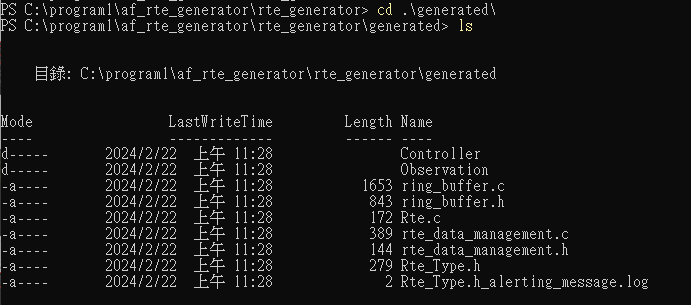 PS C:\program1\af_rte_generator\rte_generator> cd .\generated\
PS C:\program1\af_rte_generator\rte_generator\generated> ls
目錄: C:\program1\af_rte_generator\rte_generator\generated
Mode LastWriteTime Length Name
---- ------------- ------ ----
d----- 2024/2/22 上午 11:28 Controller
d----- 2024/2/22 上午 11:28 Observation
-a---- 2024/2/22 上午 11:28 1653 ring_buffer.c
-a---- 2024/2/22 上午 11:28 843 ring_buffer.h
-a---- 2024/2/22 上午 11:28 172 Rte.c
-a---- 2024/2/22 上午 11:28 389 rte_data_management.c
-a---- 2024/2/22 上午 11:28 144 rte_data_management.h
-a---- 2024/2/22 上午 11:28 279 Rte_Type.h
-a---- 2024/2/22 上午 11:28 2 Rte_Type.h_alerting_message.log